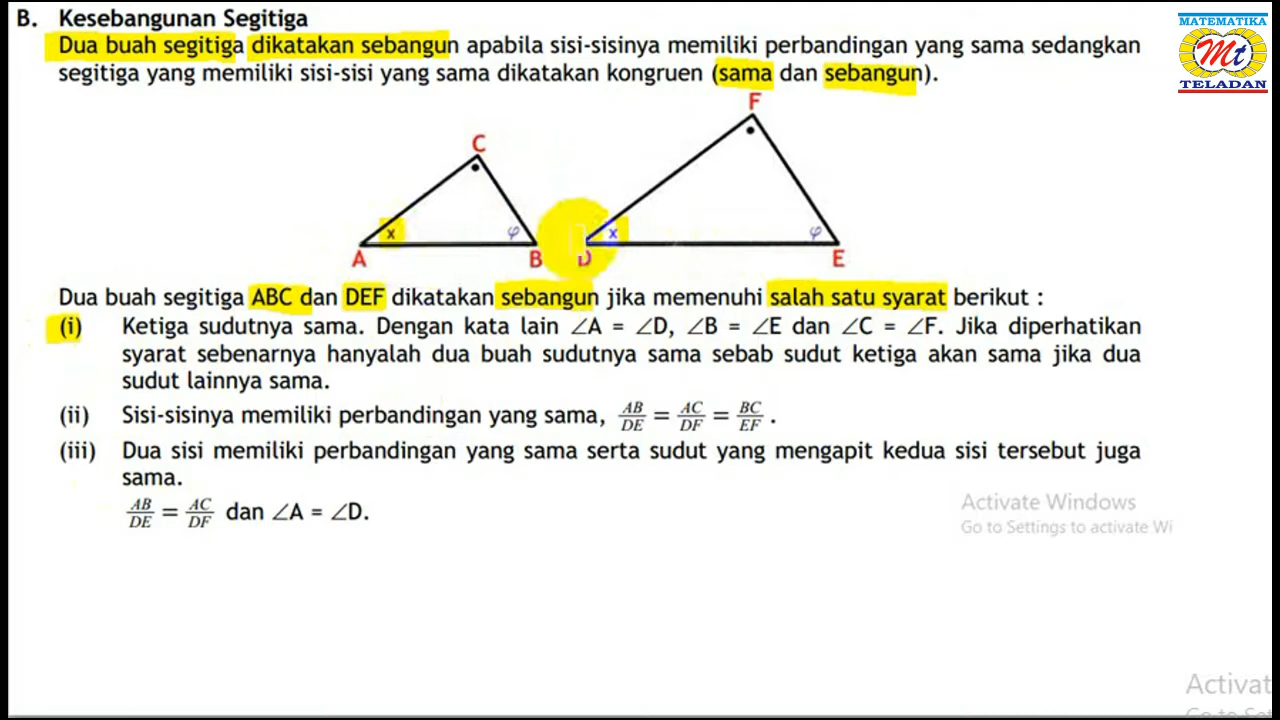 B. Kesebangunan Segitiga
MATEMATIKA
Mt
TELADAN
Dua buah segitiga dikatakan sebangun apabila sisi-sisinya memiliki perbandingan yang sama sedangkan
segitiga yang memiliki sisi-sisi yang sama dikatakan kongruen (sama dan sebangun).
F
C
x φ x φ
A B D E
Dua buah segitiga ABC dan DEF dikatakan sebangun jika memenuhi salah satu syarat berikut :
(i) Ketiga sudutnya sama. Dengan kata lain ∠A = ∠D, ∠B = ∠E dan ∠C = ∠F. Jika diperhatikan
syarat sebenarnya hanyalah dua buah sudutnya sama sebab sudut ketiga akan sama jika dua
sudut lainnya sama.
(ii) Sisi-sisinya memiliki perbandingan yang sama, AB/DE = AC/DF = BC/EF .
(iii) Dua sisi memiliki perbandingan yang sama serta sudut yang mengapit kedua sisi tersebut juga
sama.
AB/DE = AC/DF dan ∠A = ∠D.
Activate Windows
Go to Settings to activate Wi
Activat